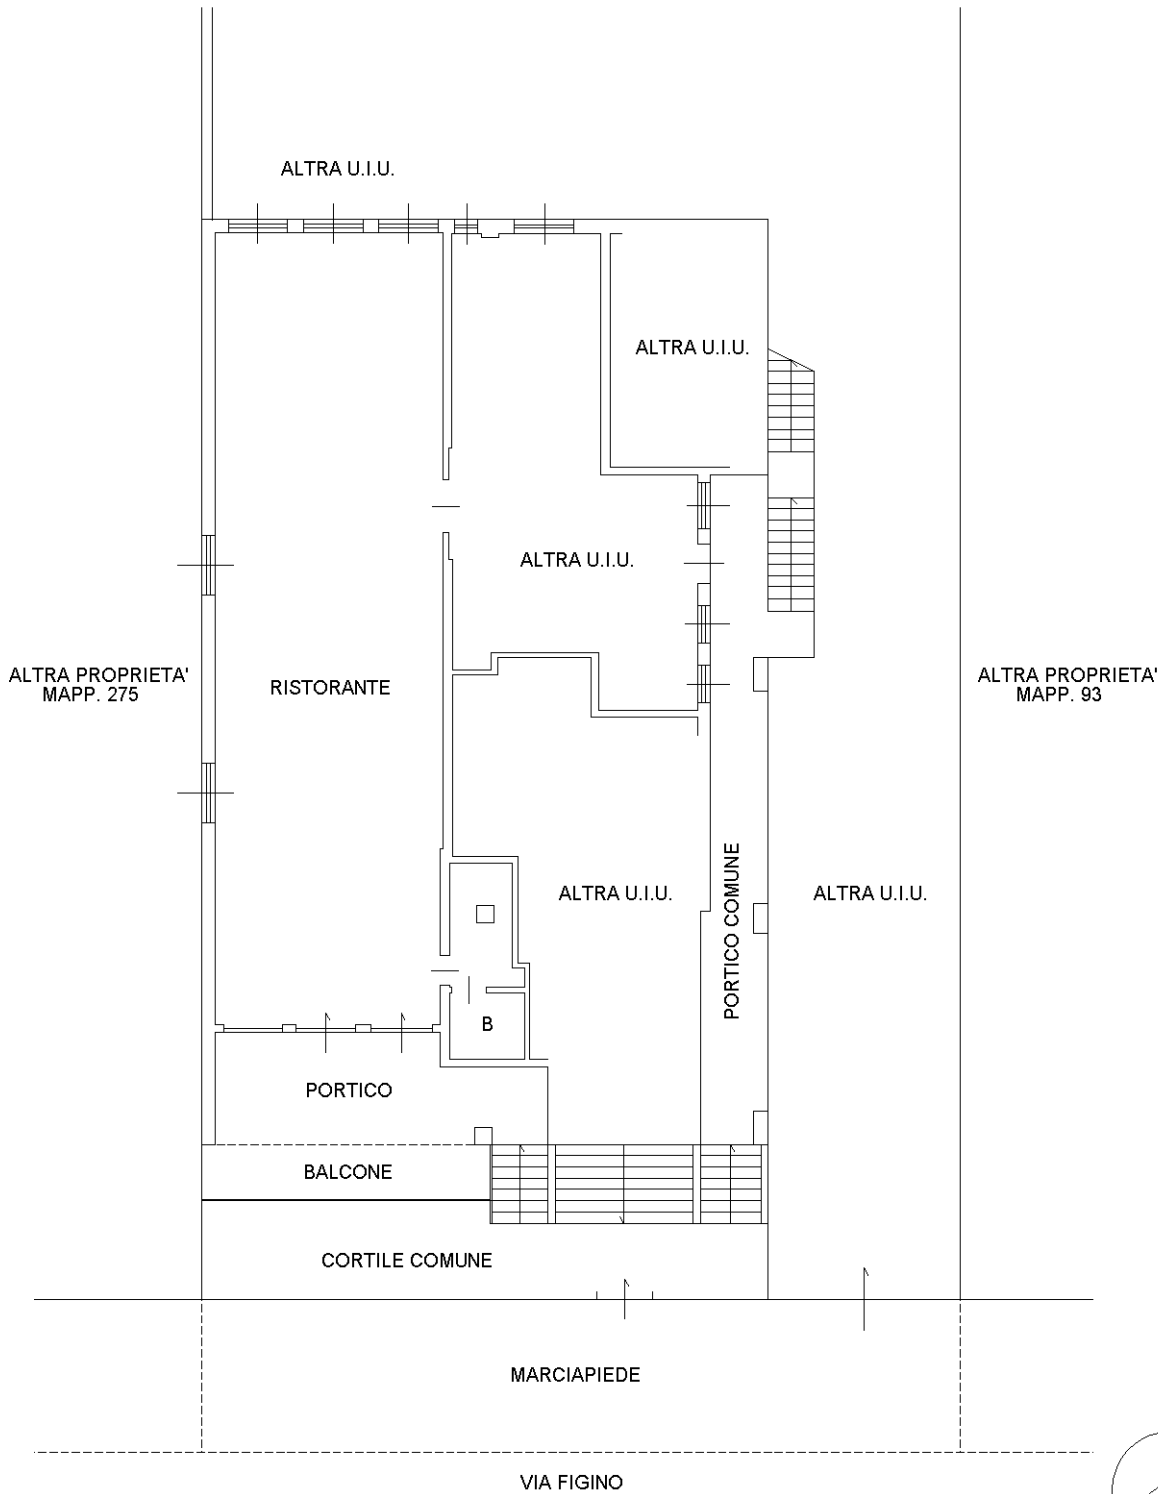 ALTRA U.I.U.
ALTRA U.I.U.
ALTRA U.I.U.
ALTRA PROPRIETA'
MAPP. 275
RISTORANTE
ALTRA PROPRIETA'
MAPP. 93
ALTRA U.I.U.
PORTICO COMUNE
ALTRA U.I.U.
B
PORTICO
BALCONE
CORTILE COMUNE
MARCIAPIEDE
VIA FIGINO